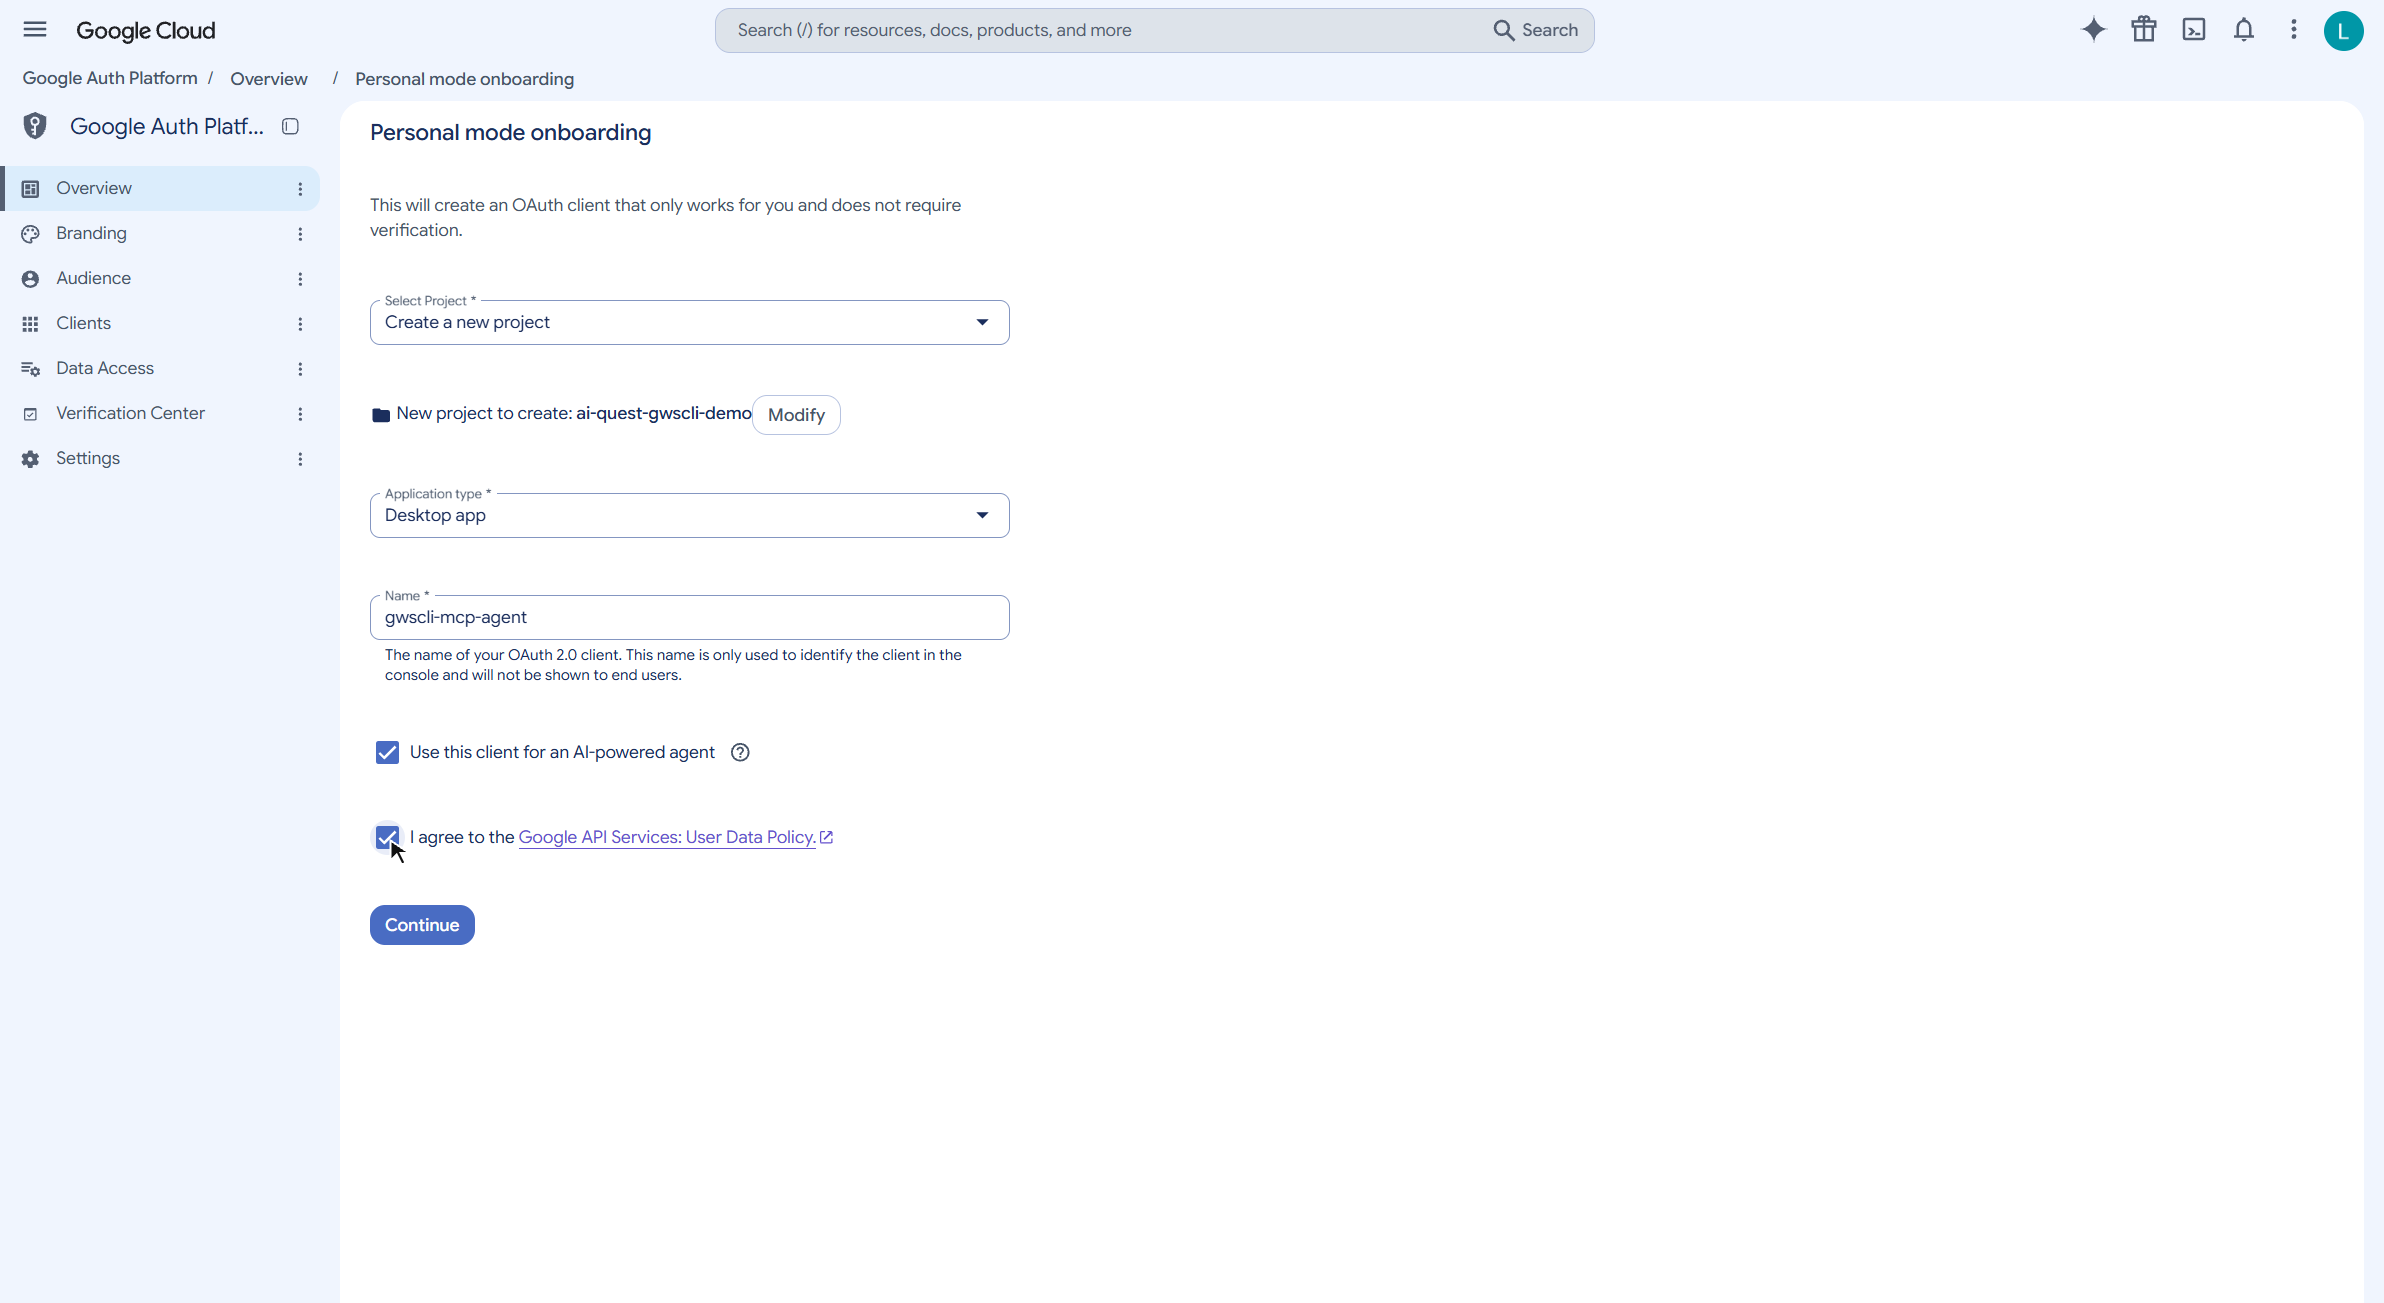 Google Cloud
Search (/) for resources, docs, products, and more
Search
L
Google Auth Platform / Overview / Personal mode onboarding
Google Auth Platf...
Overview
Branding
Audience
Clients
Data Access
Verification Center
Settings
Personal mode onboarding
This will create an OAuth client that only works for you and does not require
verification.
Select Project *
Create a new project
New project to create: ai-quest-gwscli-demo
Modify
Application type *
Desktop app
Name *
gwscli-mcp-agent
The name of your OAuth 2.0 client. This name is only used to identify the client in the
console and will not be shown to end users.
Use this client for an AI-powered agent
I agree to the Google API Services: User Data Policy.
Continue